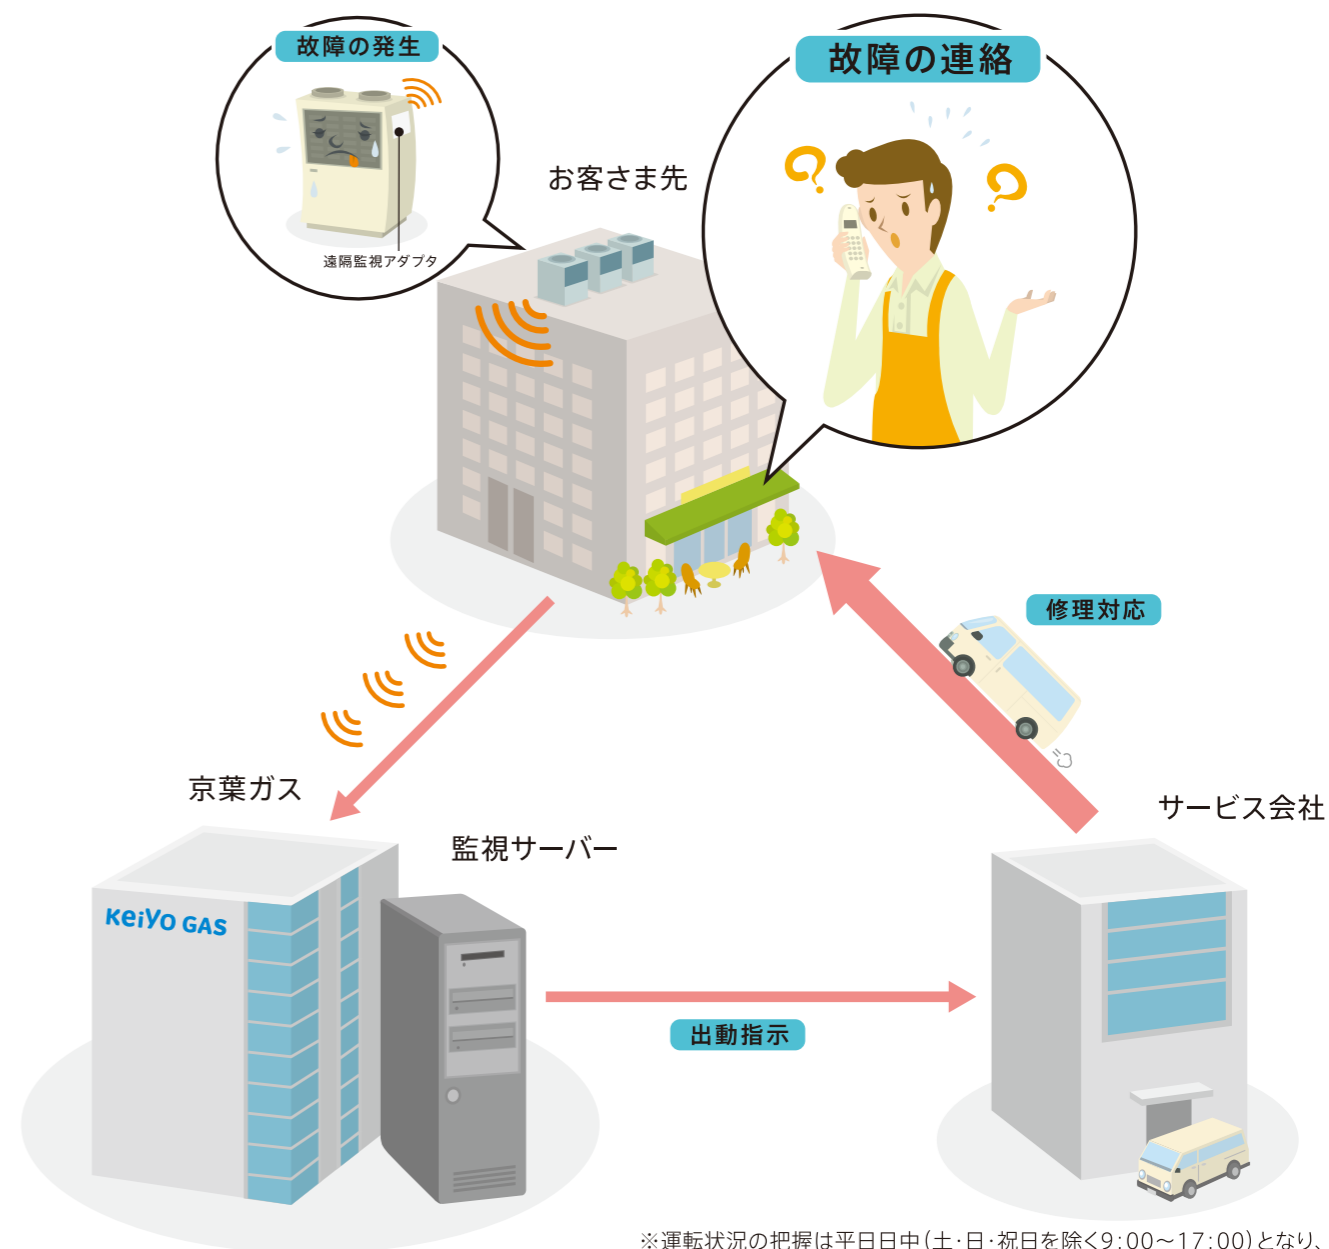 故障の発生
故障の連絡
お客さま先
遠隔監視アダプタ
修理対応
京葉ガス
サービス会社
監視サーバー
KeiYO GAS
出動指示
※運転状況の把握は平日日中(土・日・祝日を除く9:00〜17:00)となり、